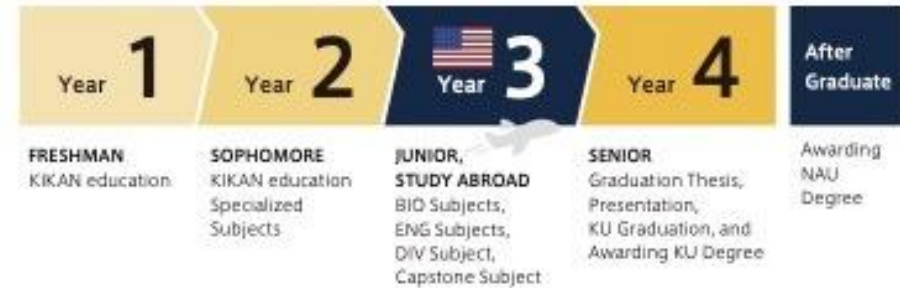 Year 1
Year 2
Year 3
Year 4
After
Graduate
FRESHMAN
KIKAN education
SOPHOMORE
KIKAN education
Specialized
Subjects
JUNIOR,
STUDY ABROAD
BIO Subjects,
ENG Subjects,
DIV Subject,
Capstone Subject
SENIOR
Graduation Thesis,
Presentation,
KU Graduation, and
Awarding KU Degree
Awarding
NAU
Degree